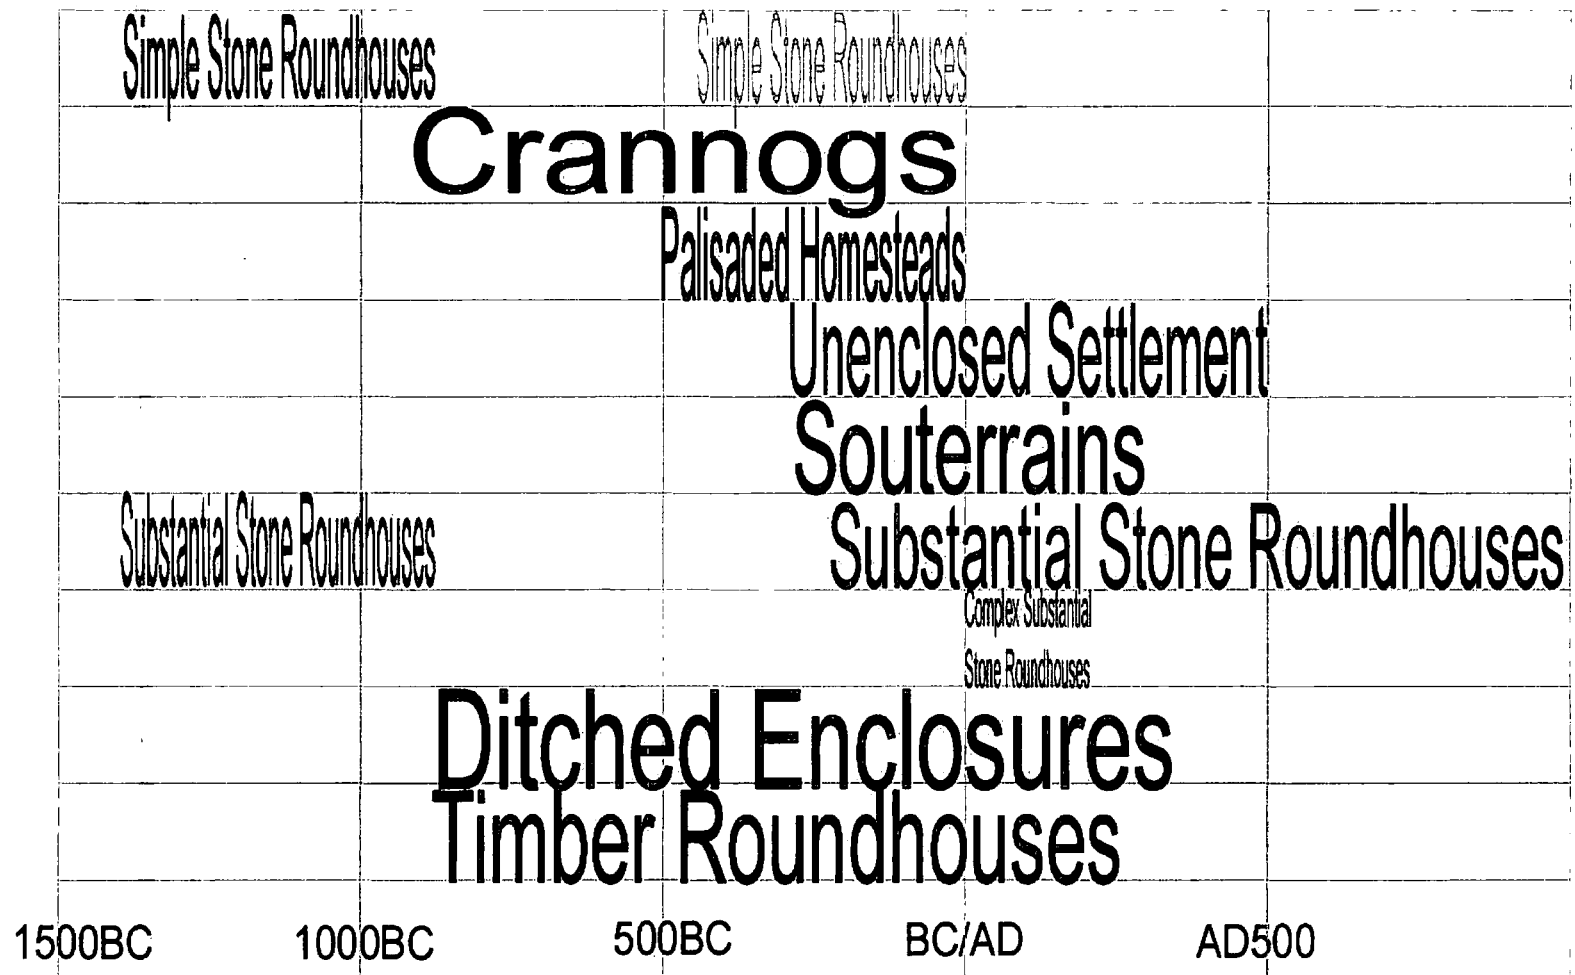 Simple Stone Roundhouses Simple Stone Roundhouses
Crannogs
Palisaded Homesteads
Unenclosed Settlement
Souterrains
Substantial Stone Roundhouses Substantial Stone Roundhouses
Complex Substantial
Stone Roundhouses
Ditched Enclosures
Timber Roundhouses
1500BC 1000BC 500BC BC/AD AD500